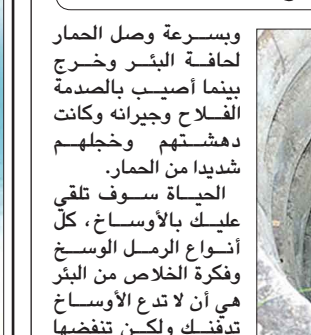 وبسرعة وصل الحمار
لحافة البئر وخرج
بينما أصيب بالصدمة
الفلاح وجيرانه وكانت
دهشتهم وخجلهم
شديدا من الحمار.
الحياة سوف تلقي
عليك بالأوساخ، كل
أنواع الرمل الوسخ
وفكرة الخلاص من البئر
هي أن لا تدع الأوساخ
تدفنك ولكن تنفضها